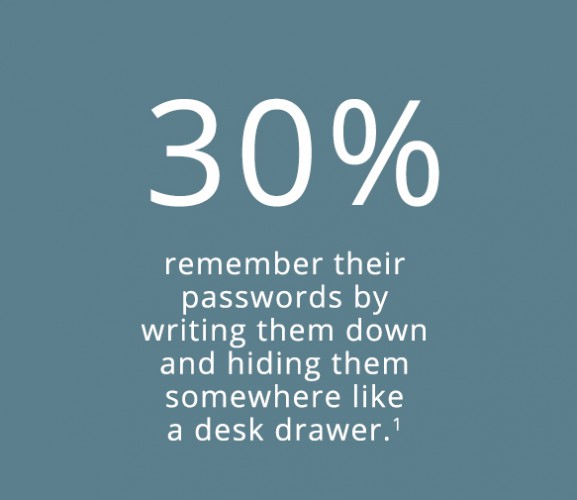 30%
remember their
passwords by
writing them down
and hiding them
somewhere like
a desk drawer.¹